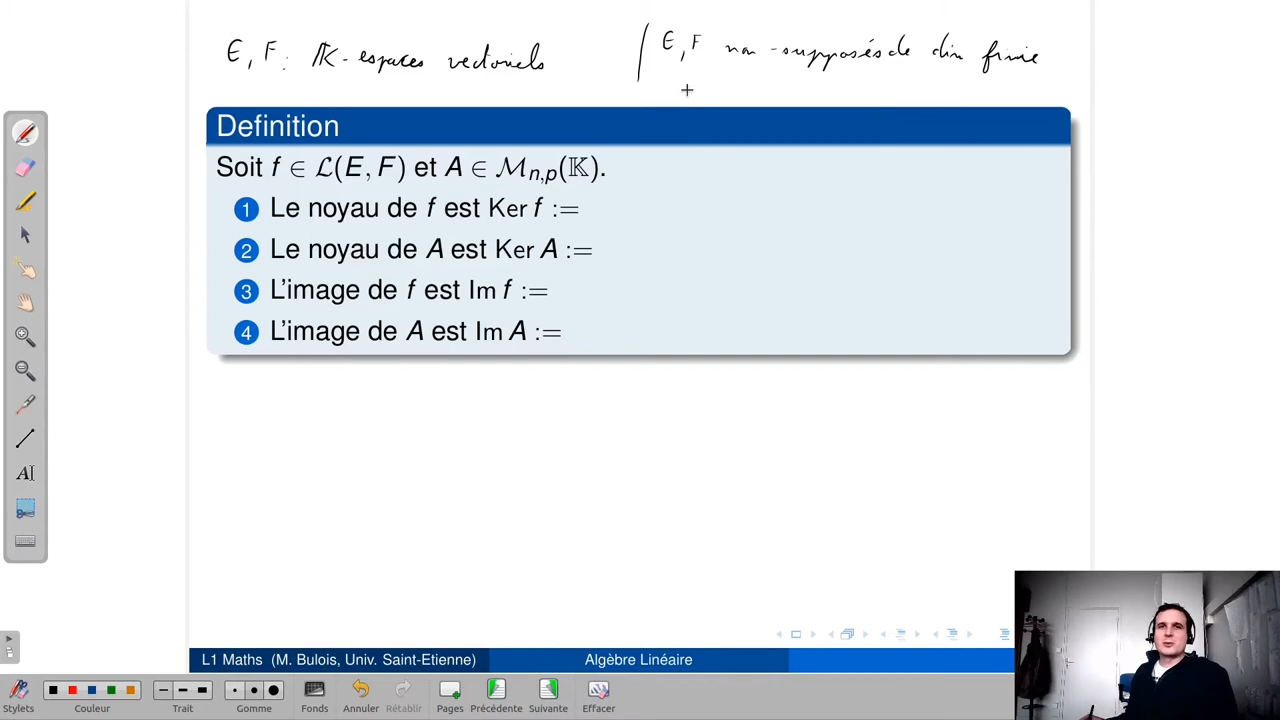 E, F : 𝕂-espaces vectoriels / E, F non-supposés de dim finie
Definition
Soit f ∈ ℒ(E, F) et A ∈ ℳn,p(𝕂).
1 Le noyau de f est Ker f :=
2 Le noyau de A est Ker A :=
3 L'image de f est Im f :=
4 L'image de A est Im A :=
AI
L1 Maths (M. Bulois, Univ. Saint-Etienne) Algèbre Linéaire
Stylets Couleur Trait Gomme Fonds Annuler Rétablir Pages Précédente Suivante Effacer